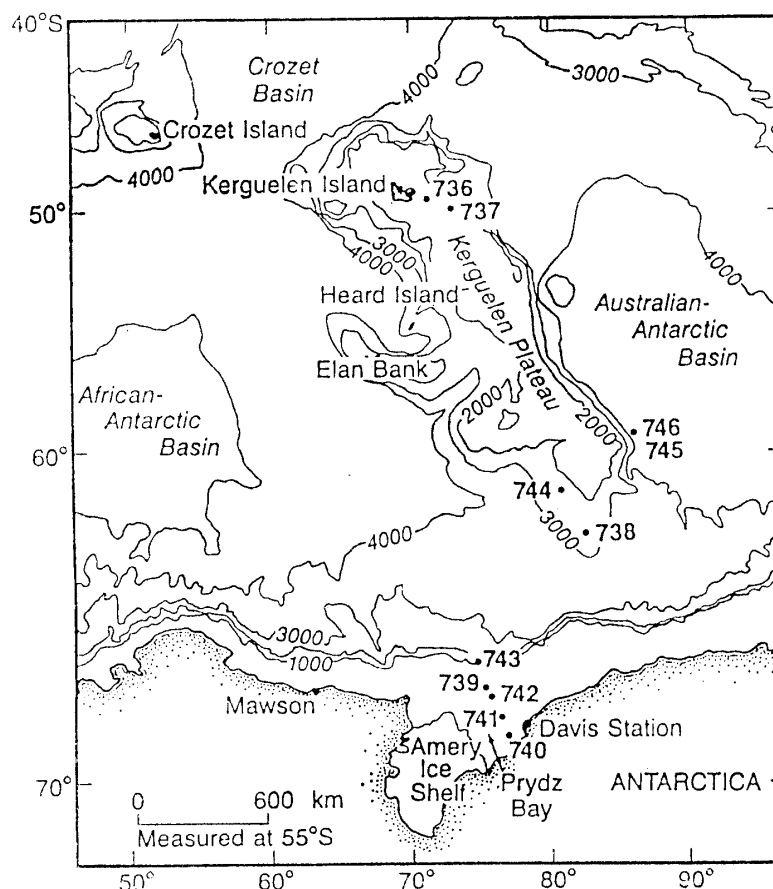 40°S
Crozet
Basin
4000
3000
Crozet Island
4000
Kerguelen Island
736
737
50°
3000
4000
4000
Kerguelen Plateau
Heard Island
Australian-
Antarctic
Basin
Elan Bank
African-
Antarctic
Basin
2000
2000
746
745
60°
744
3000
738
4000
3000
1000
743
739
742
Mawson
741
Davis Station
740
Amery
Ice
Shelf
Prydz
Bay
ANTARCTICA
70°
0 600 km
Measured at 55°S
50° 60° 70° 80° 90°